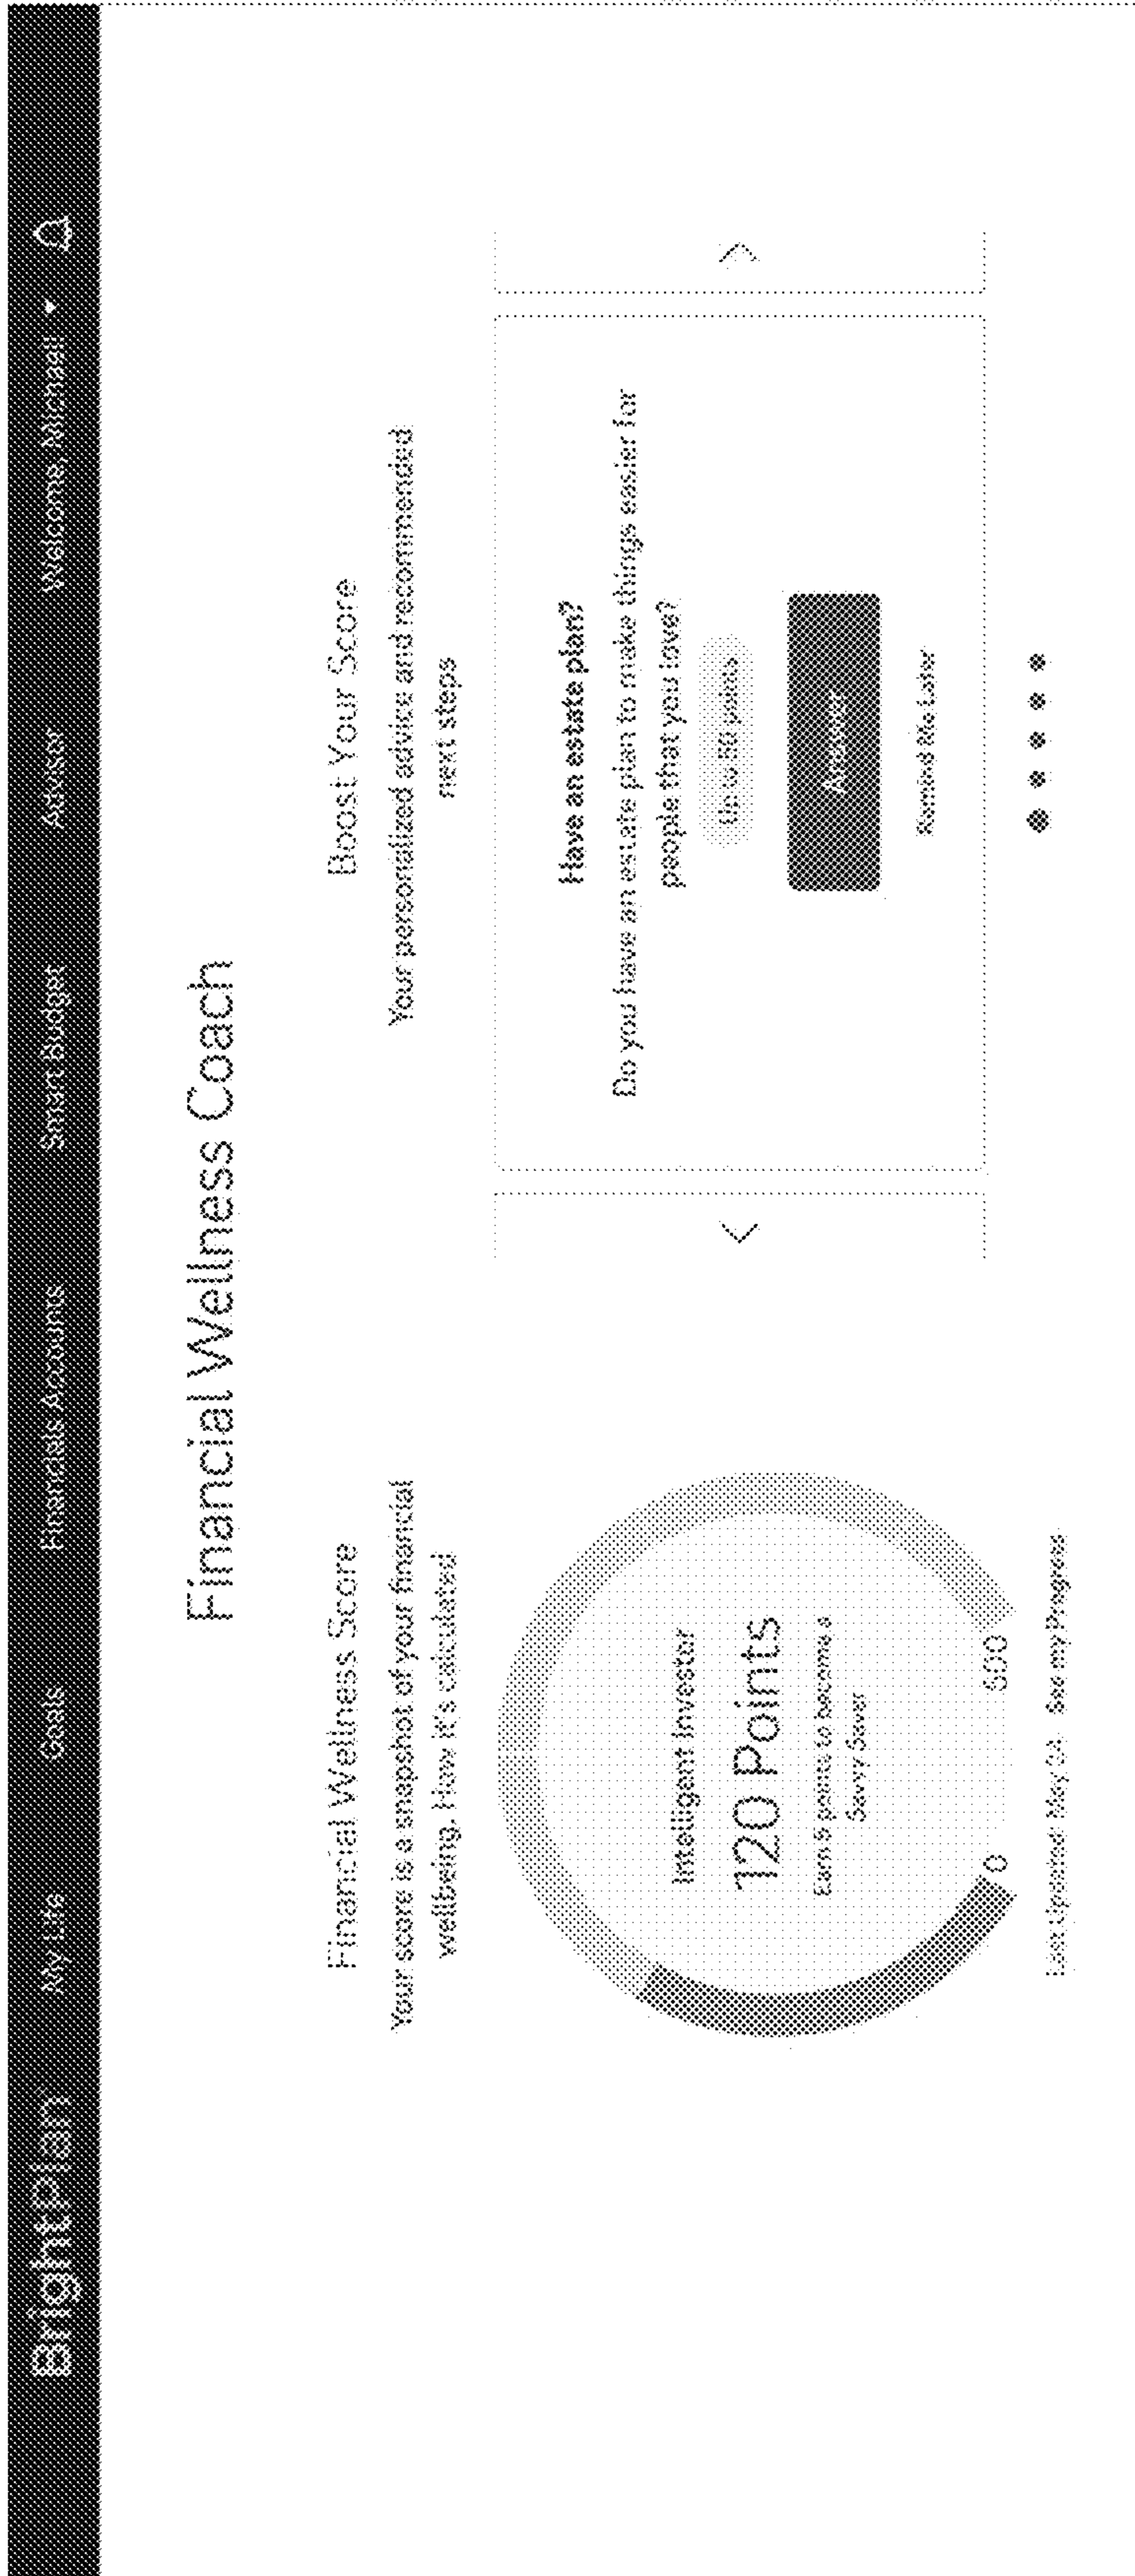 BrightPlan
My Life
Goals
Financials Accounts
Smart Budget
Advisor
Welcome, Michael!
Financial Wellness Coach
Financial Wellness Score
Your score is a snapshot of your financial
wellbeing. How it's calculated
Intelligent Investor
120 Points
Earn 5 points to become a
Savvy Saver
0
500
Last Updated: May 04. See my Progress
Boost Your Score
Your personalized advice and recommended
next steps
Have an estate plan?
Do you have an estate plan to make things easier for
people that you love?
Up to 50 points
Answer
Remind Me Later